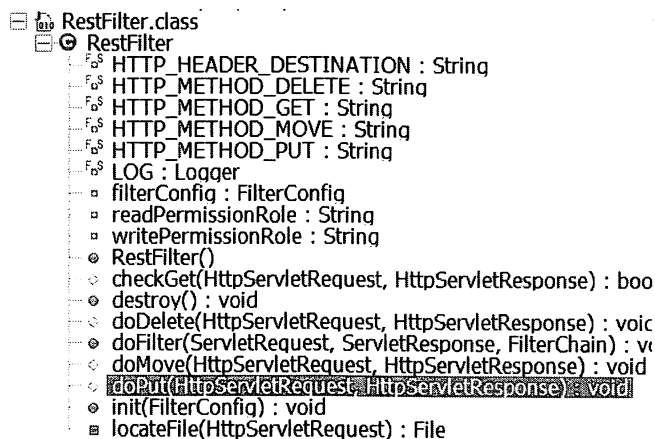 RestFilter.class
RestFilter
HTTP_HEADER_DESTINATION : String
HTTP_METHOD_DELETE : String
HTTP_METHOD_GET : String
HTTP_METHOD_MOVE : String
HTTP_METHOD_PUT : String
LOG : Logger
filterConfig : FilterConfig
readPermissionRole : String
writePermissionRole : String
RestFilter()
checkGet(HttpServletRequest, HttpServletResponse) : boo
destroy() : void
doDelete(HttpServletRequest, HttpServletResponse) : voic
doFilter(ServletRequest, ServletResponse, FilterChain) : vo
doMove(HttpServletRequest, HttpServletResponse) : void
doPut(HttpServletRequest, HttpServletResponse) : void
init(FilterConfig) : void
locateFile(HttpServletRequest) : File